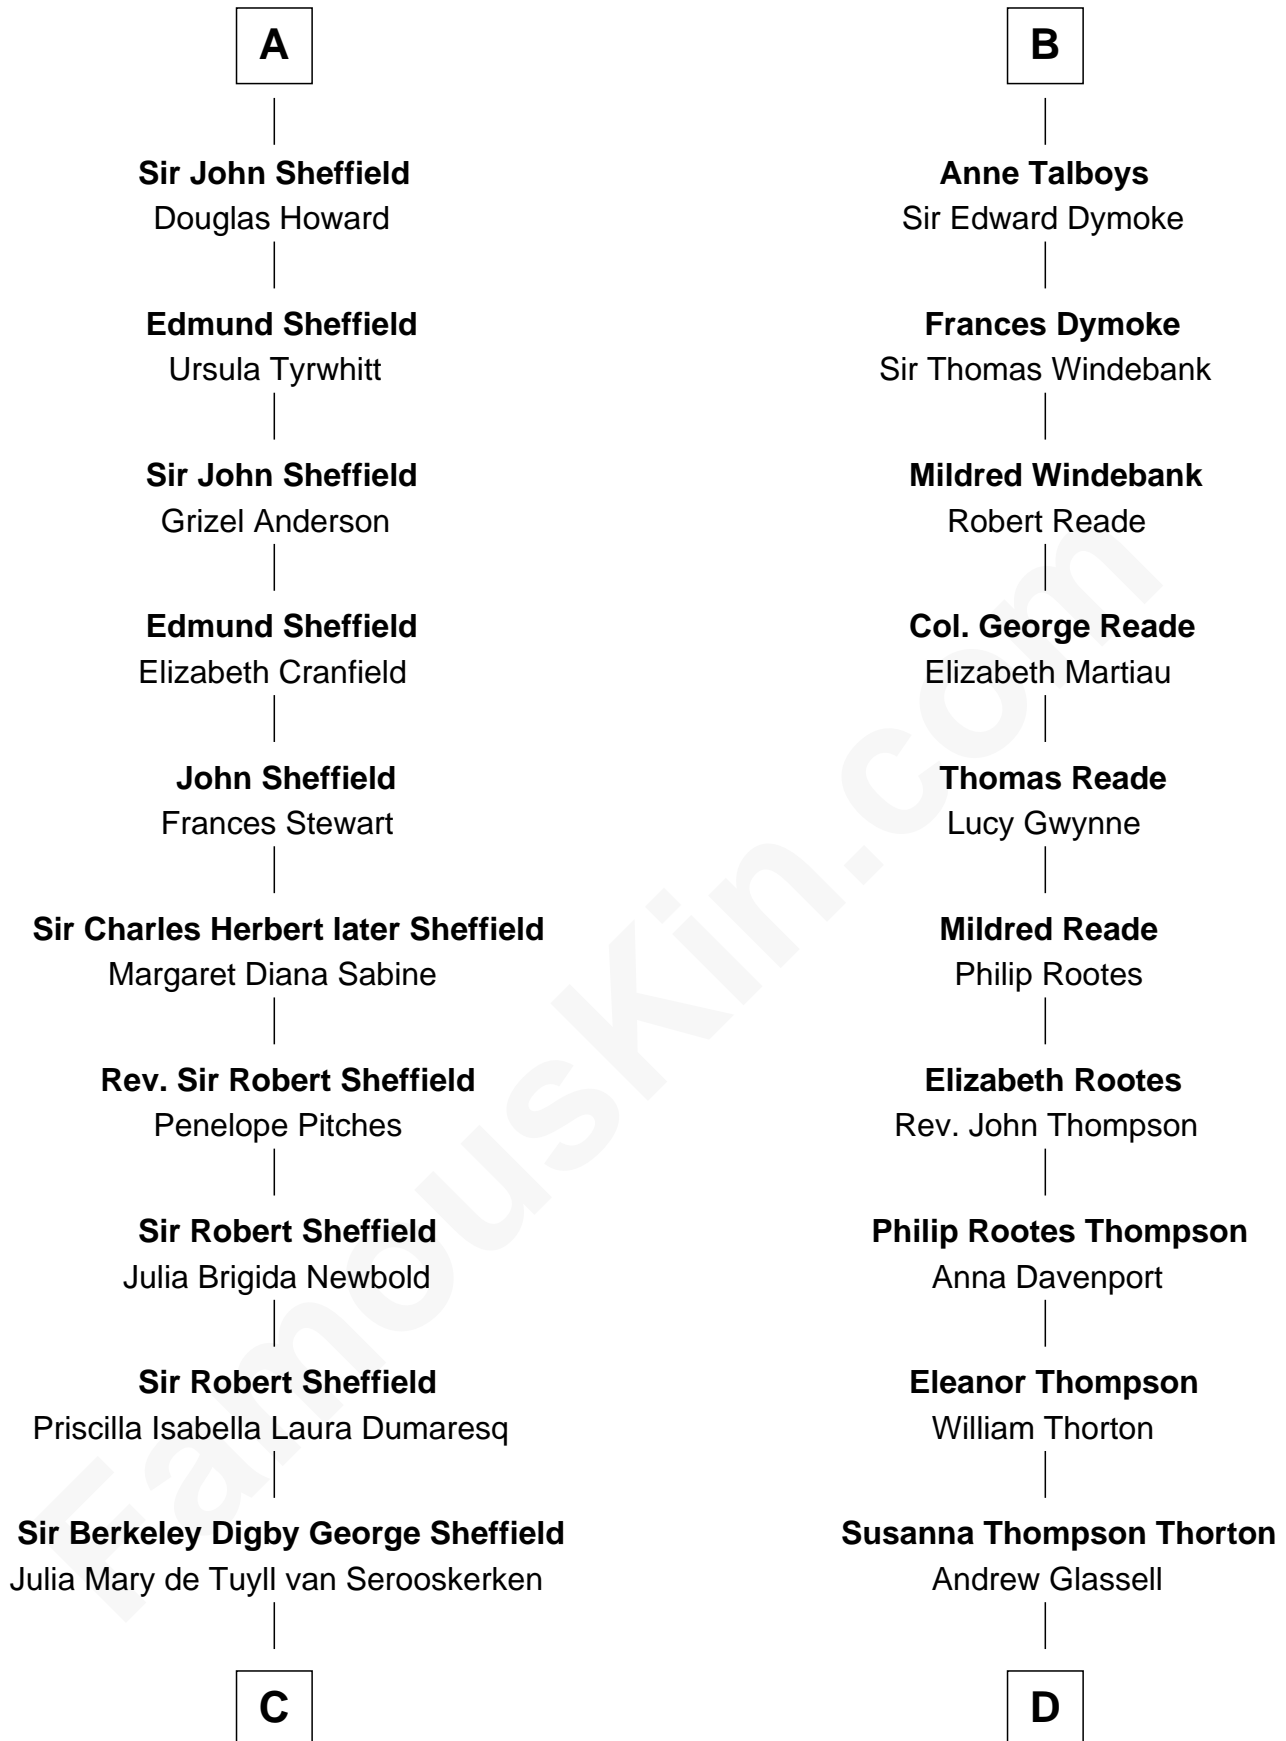 A
Sir John Sheffield
Douglas Howard
Edmund Sheffield
Ursula Tyrwhitt
Sir John Sheffield
Grizel Anderson
Edmund Sheffield
Elizabeth Cranfield
John Sheffield
Frances Stewart
Sir Charles Herbert later Sheffield
Margaret Diana Sabine
Rev. Sir Robert Sheffield
Penelope Pitches
Sir Robert Sheffield
Julia Brigida Newbold
Sir Robert Sheffield
Priscilla Isabella Laura Dumaresq
Sir Berkeley Digby George Sheffield
Julia Mary de Tuyll van Serooskerken
C
B
Anne Talboys
Sir Edward Dymoke
Frances Dymoke
Sir Thomas Windebank
Mildred Windebank
Robert Reade
Col. George Reade
Elizabeth Martiau
Thomas Reade
Lucy Gwynne
Mildred Reade
Philip Rootes
Elizabeth Rootes
Rev. John Thompson
Philip Rootes Thompson
Anna Davenport
Eleanor Thompson
William Thorton
Susanna Thompson Thorton
Andrew Glassell
D
FamousKin.com